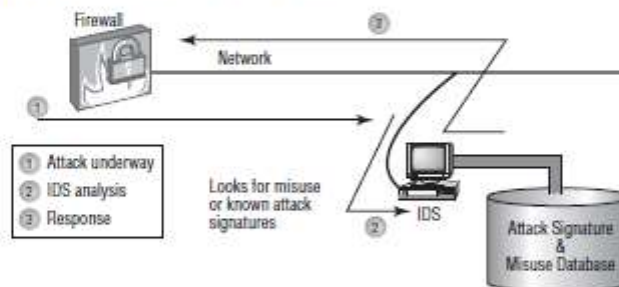 Firewall
3
Network
1
1 Attack underway
2 IDS analysis
3 Response
Looks for misuse
or known attack
signatures
2
IDS
Attack Signature
&
Misuse Database